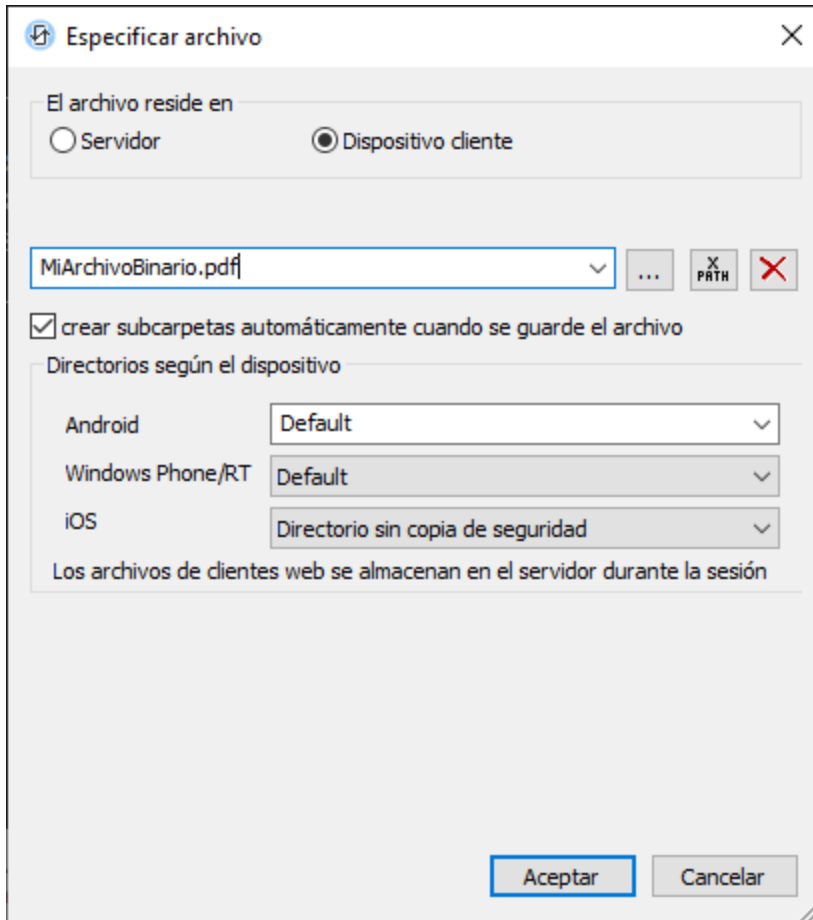 Especificar archivo
El archivo reside en
Servidor
Dispositivo cliente
MiArchivoBinario.pdf
...
X
PATH
crear subcarpetas automáticamente cuando se guarde el archivo
Directorios según el dispositivo
Android
Default
Windows Phone/RT
Default
iOS
Directorio sin copia de seguridad
Los archivos de clientes web se almacenan en el servidor durante la sesión
Aceptar
Cancelar